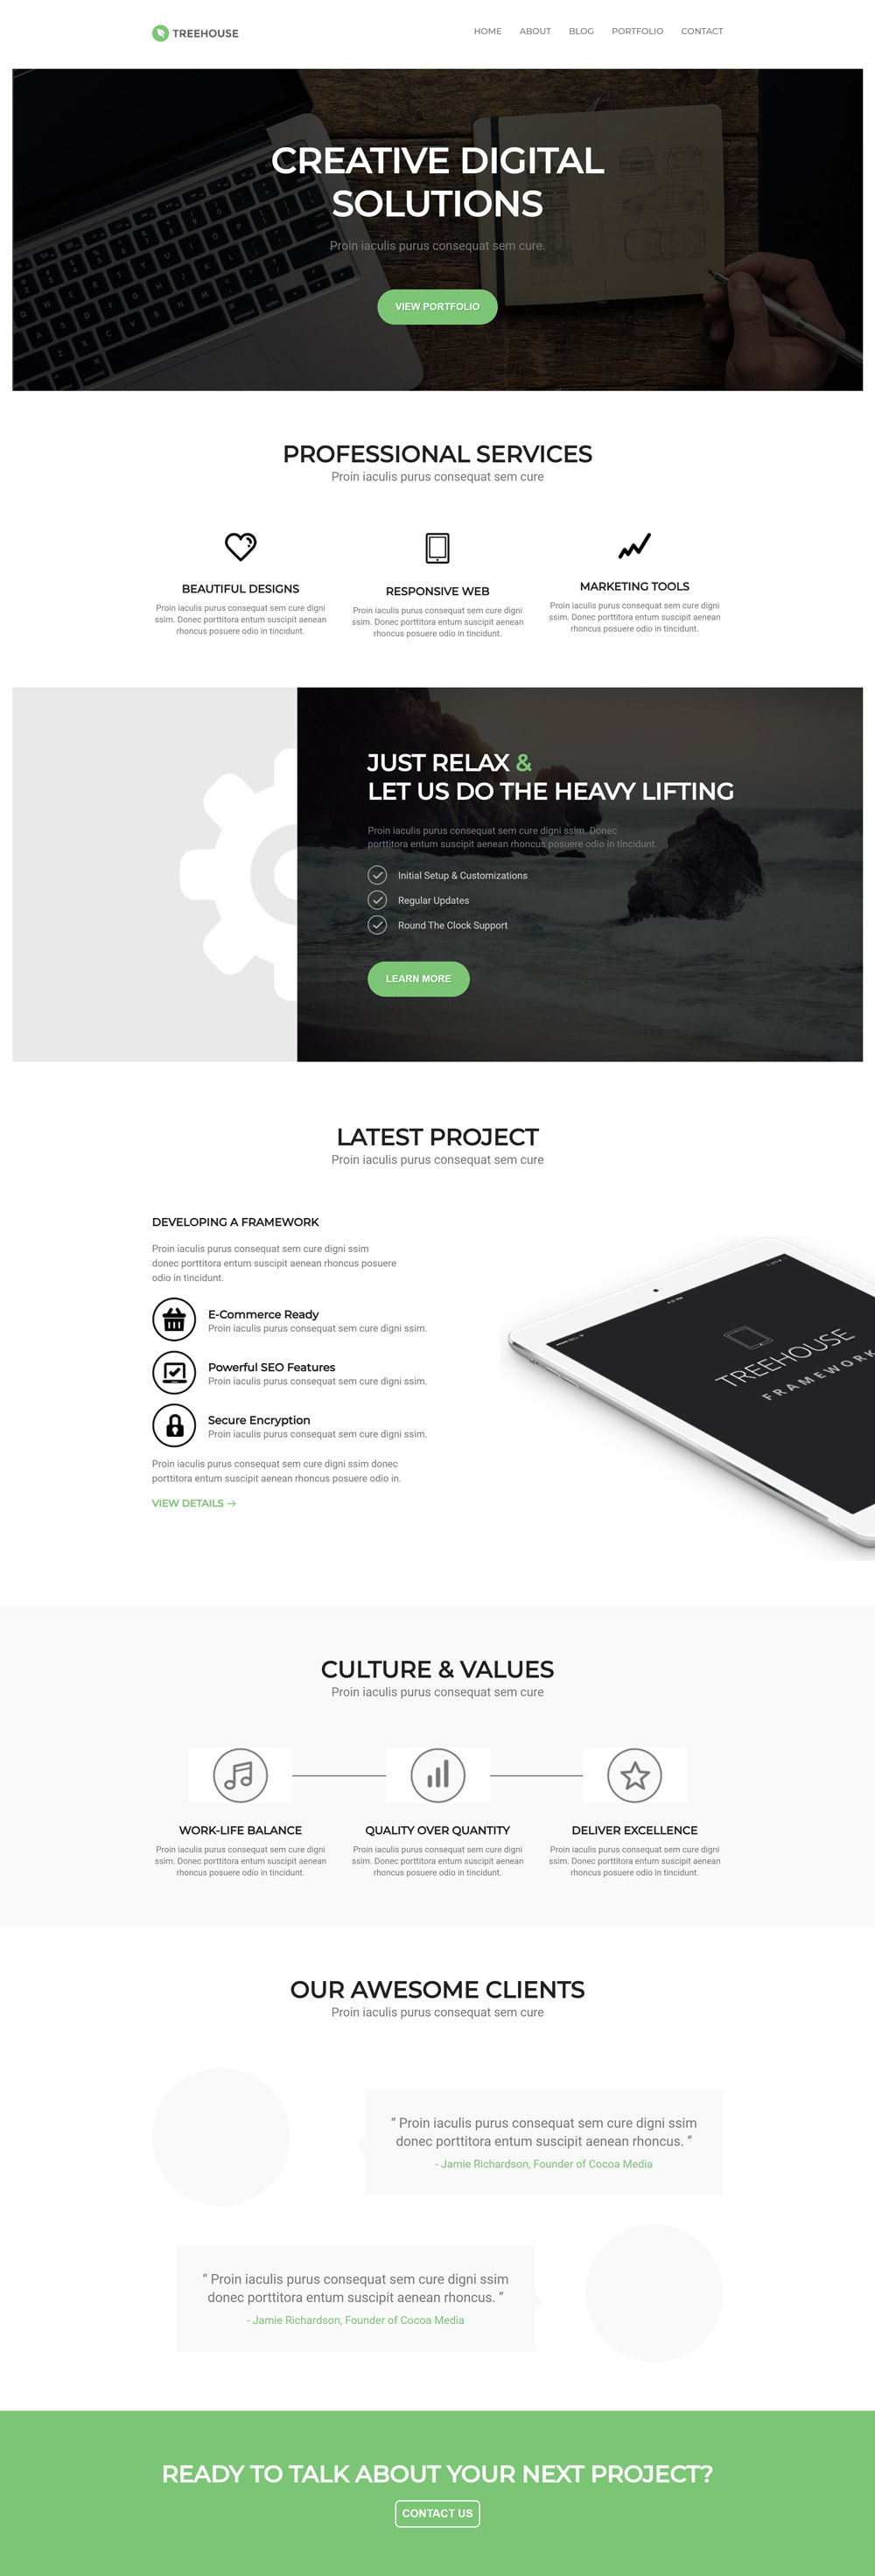 TREEHOUSE
HOME ABOUT BLOG PORTFOLIO CONTACT
CREATIVE DIGITAL
SOLUTIONS
Proin iaculis purus consequat sem cure.
VIEW PORTFOLIO
PROFESSIONAL SERVICES
Proin iaculis purus consequat sem cure
BEAUTIFUL DESIGNS
Proin iaculis purus consequat sem cure digni
ssim. Donec porttitora entum suscipit aenean
rhoncus posuere odio in tincidunt.
RESPONSIVE WEB
Proin iaculis purus consequat sem cure digni
ssim. Donec porttitora entum suscipit aenean
rhoncus posuere odio in tincidunt.
MARKETING TOOLS
Proin iaculis purus consequat sem cure digni
ssim. Donec porttitora entum suscipit aenean
rhoncus posuere odio in tincidunt.
JUST RELAX &
LET US DO THE HEAVY LIFTING
Proin iaculis purus consequat sem cure digni ssim. Donec
porttitora entum suscipit aenean rhoncus posuere odio in tincidunt.
Initial Setup & Customizations
Regular Updates
Round The Clock Support
LEARN MORE
LATEST PROJECT
Proin iaculis purus consequat sem cure
DEVELOPING A FRAMEWORK
Proin iaculis purus consequat sem cure digni ssim
donec porttitora entum suscipit aenean rhoncus posuere
odio in tincidunt.
E-Commerce Ready
Proin iaculis purus consequat sem cure digni ssim.
Powerful SEO Features
Proin iaculis purus consequat sem cure digni ssim.
Secure Encryption
Proin iaculis purus consequat sem cure digni ssim.
Proin iaculis purus consequat sem cure digni ssim donec
porttitora entum suscipit aenean rhoncus posuere odio in.
VIEW DETAILS →
TREEHOUSE
FRAMEWORK
CULTURE & VALUES
Proin iaculis purus consequat sem cure
WORK-LIFE BALANCE
Proin iaculis purus consequat sem cure digni
ssim. Donec porttitora entum suscipit aenean
rhoncus posuere odio in tincidunt.
QUALITY OVER QUANTITY
Proin iaculis purus consequat sem cure digni
ssim. Donec porttitora entum suscipit aenean
rhoncus posuere odio in tincidunt.
DELIVER EXCELLENCE
Proin iaculis purus consequat sem cure digni
ssim. Donec porttitora entum suscipit aenean
rhoncus posuere odio in tincidunt.
OUR AWESOME CLIENTS
Proin iaculis purus consequat sem cure
“ Proin iaculis purus consequat sem cure digni ssim
donec porttitora entum suscipit aenean rhoncus. ”
- Jamie Richardson, Founder of Cocoa Media
“ Proin iaculis purus consequat sem cure digni ssim
donec porttitora entum suscipit aenean rhoncus. ”
- Jamie Richardson, Founder of Cocoa Media
READY TO TALK ABOUT YOUR NEXT PROJECT?
CONTACT US